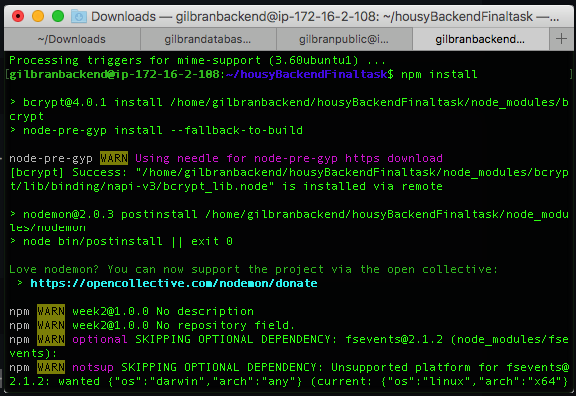 Downloads — gilbranbackend@ip-172-16-2-108: ~/housyBackendFinaltask —...
~/Downloads
gilbrandatabas...
gilbranpublic@i...
gilbranbackend...
Processing triggers for mime-support (3.60ubuntu1) ...
[gilbranbackend@ip-172-16-2-108:~/housyBackendFinaltask$ npm install ]
> bcrypt@4.0.1 install /home/gilbranbackend/housyBackendFinaltask/node_modules/b
crypt
> node-pre-gyp install --fallback-to-build
node-pre-gyp WARN Using needle for node-pre-gyp https download
[bcrypt] Success: "/home/gilbranbackend/housyBackendFinaltask/node_modules/bcryp
t/lib/binding/napi-v3/bcrypt_lib.node" is installed via remote
> nodemon@2.0.3 postinstall /home/gilbranbackend/housyBackendFinaltask/node_modu
les/nodemon
> node bin/postinstall || exit 0
Love nodemon? You can now support the project via the open collective:
> https://opencollective.com/nodemon/donate
npm WARN week2@1.0.0 No description
npm WARN week2@1.0.0 No repository field.
npm WARN optional SKIPPING OPTIONAL DEPENDENCY: fsevents@2.1.2 (node_modules/fse
vents):
npm WARN notsup SKIPPING OPTIONAL DEPENDENCY: Unsupported platform for fsevents@
2.1.2: wanted {"os":"darwin","arch":"any"} (current: {"os":"linux","arch":"x64"}